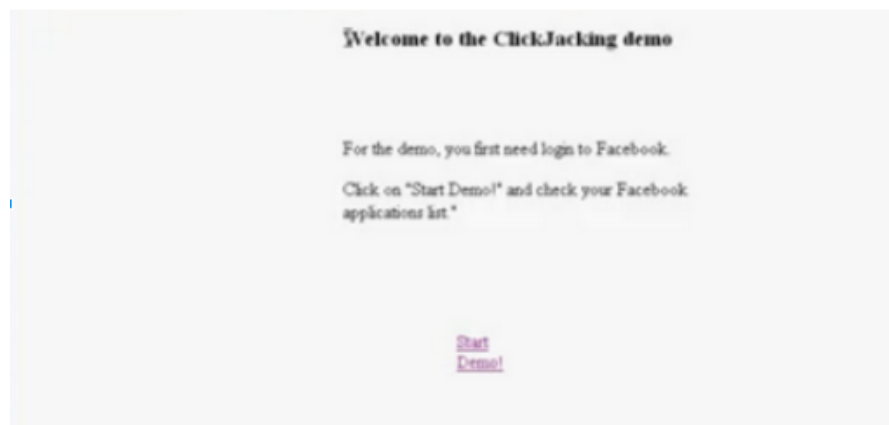 Welcome to the ClickJacking demo
For the demo, you first need login to Facebook.
Click on "Start Demo!" and check your Facebook
applications list."
Start
Demo!